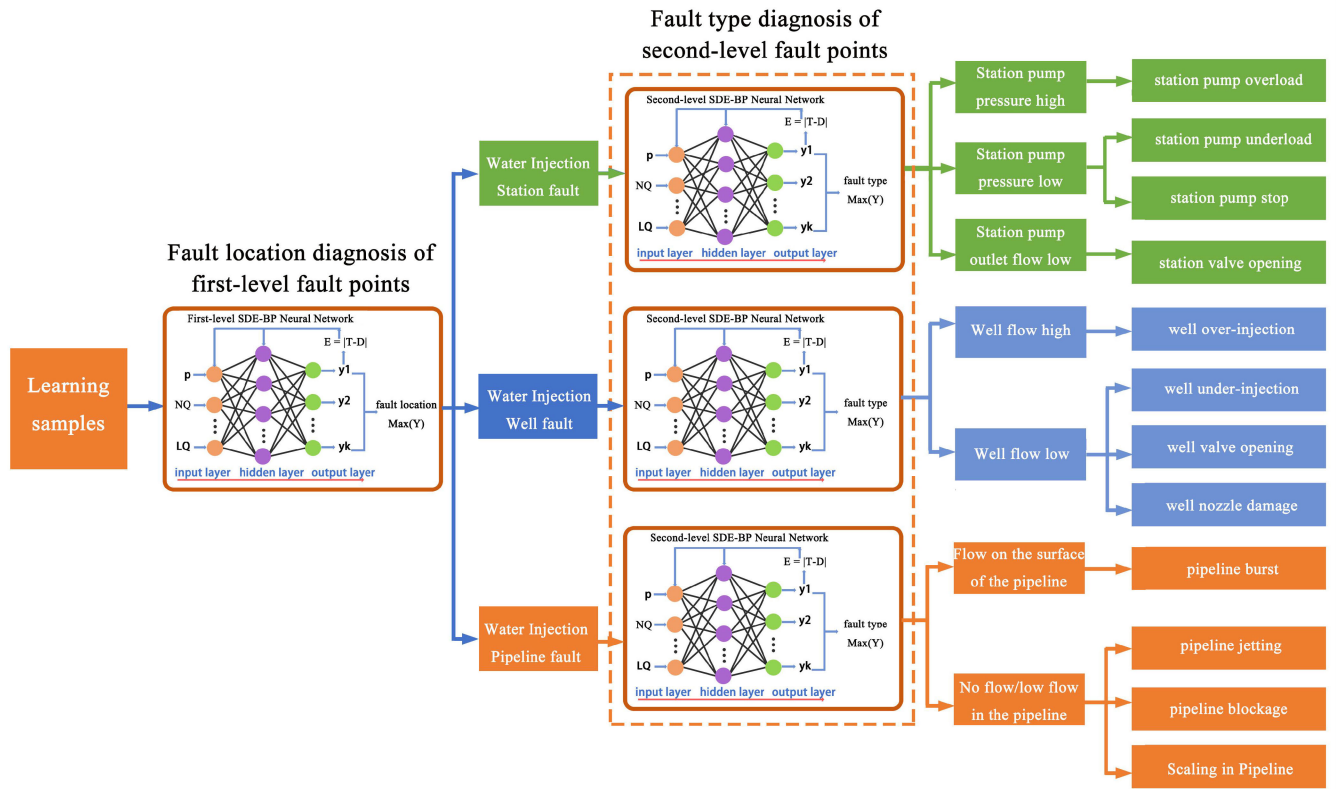 Fault type diagnosis of
second-level fault points
Fault location diagnosis of
first-level fault points
Learning
samples
First-level SDE-BP Neural Network
E = |T-D|
p
y1
NQ
y2
fault location
Max(Y)
LQ
yk
input layer hidden layer output layer
Water Injection
Station fault
Second-level SDE-BP Neural Network
E = |T-D|
p
y1
NQ
y2
fault type
Max(Y)
LQ
yk
input layer hidden layer output layer
Station pump
pressure high
station pump overload
Station pump
pressure low
station pump underload
station pump stop
Station pump
outlet flow low
station valve opening
Water Injection
Well fault
Second-level SDE-BP Neural Network
E = |T-D|
p
y1
NQ
y2
fault type
Max(Y)
LQ
yk
input layer hidden layer output layer
Well flow high
well over-injection
Well flow low
well under-injection
well valve opening
well nozzle damage
Water Injection
Pipeline fault
Second-level SDE-BP Neural Network
E = |T-D|
p
y1
NQ
y2
fault type
Max(Y)
LQ
yk
input layer hidden layer output layer
Flow on the surface
of the pipeline
pipeline burst
No flow/low flow
in the pipeline
pipeline jetting
pipeline blockage
Scaling in Pipeline